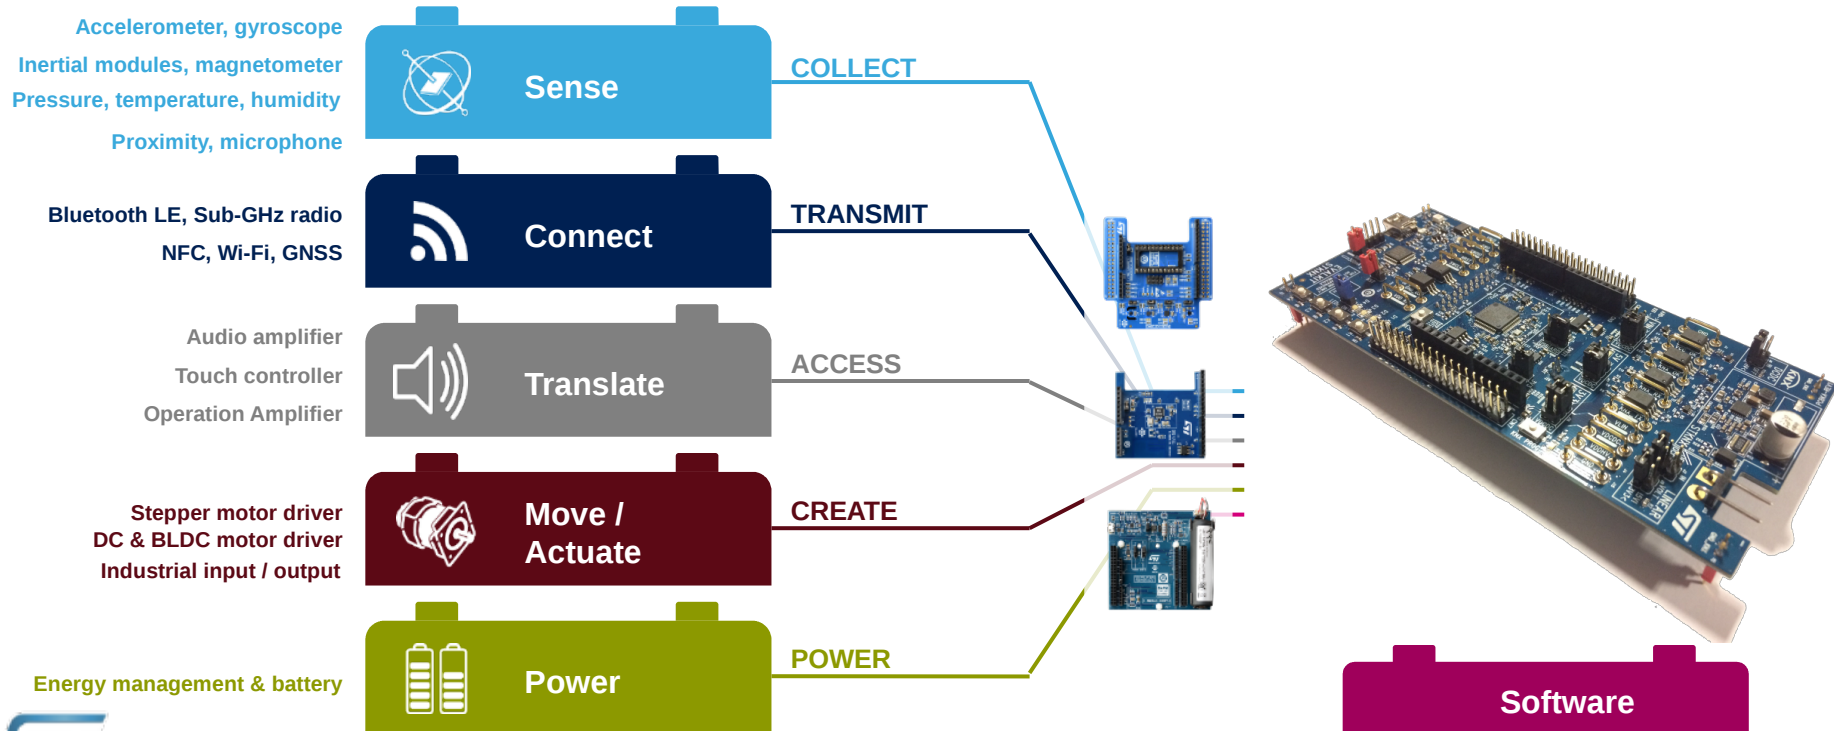 Accelerometer, gyroscope
Inertial modules, magnetometer
Pressure, temperature, humidity
Proximity, microphone
Sense
COLLECT
Bluetooth LE, Sub-GHz radio
NFC, Wi-Fi, GNSS
Connect
TRANSMIT
Audio amplifier
Touch controller
Operation Amplifier
Translate
ACCESS
Stepper motor driver
DC & BLDC motor driver
Industrial input / output
Move /
Actuate
CREATE
Energy management & battery
Power
POWER
KNX
Software